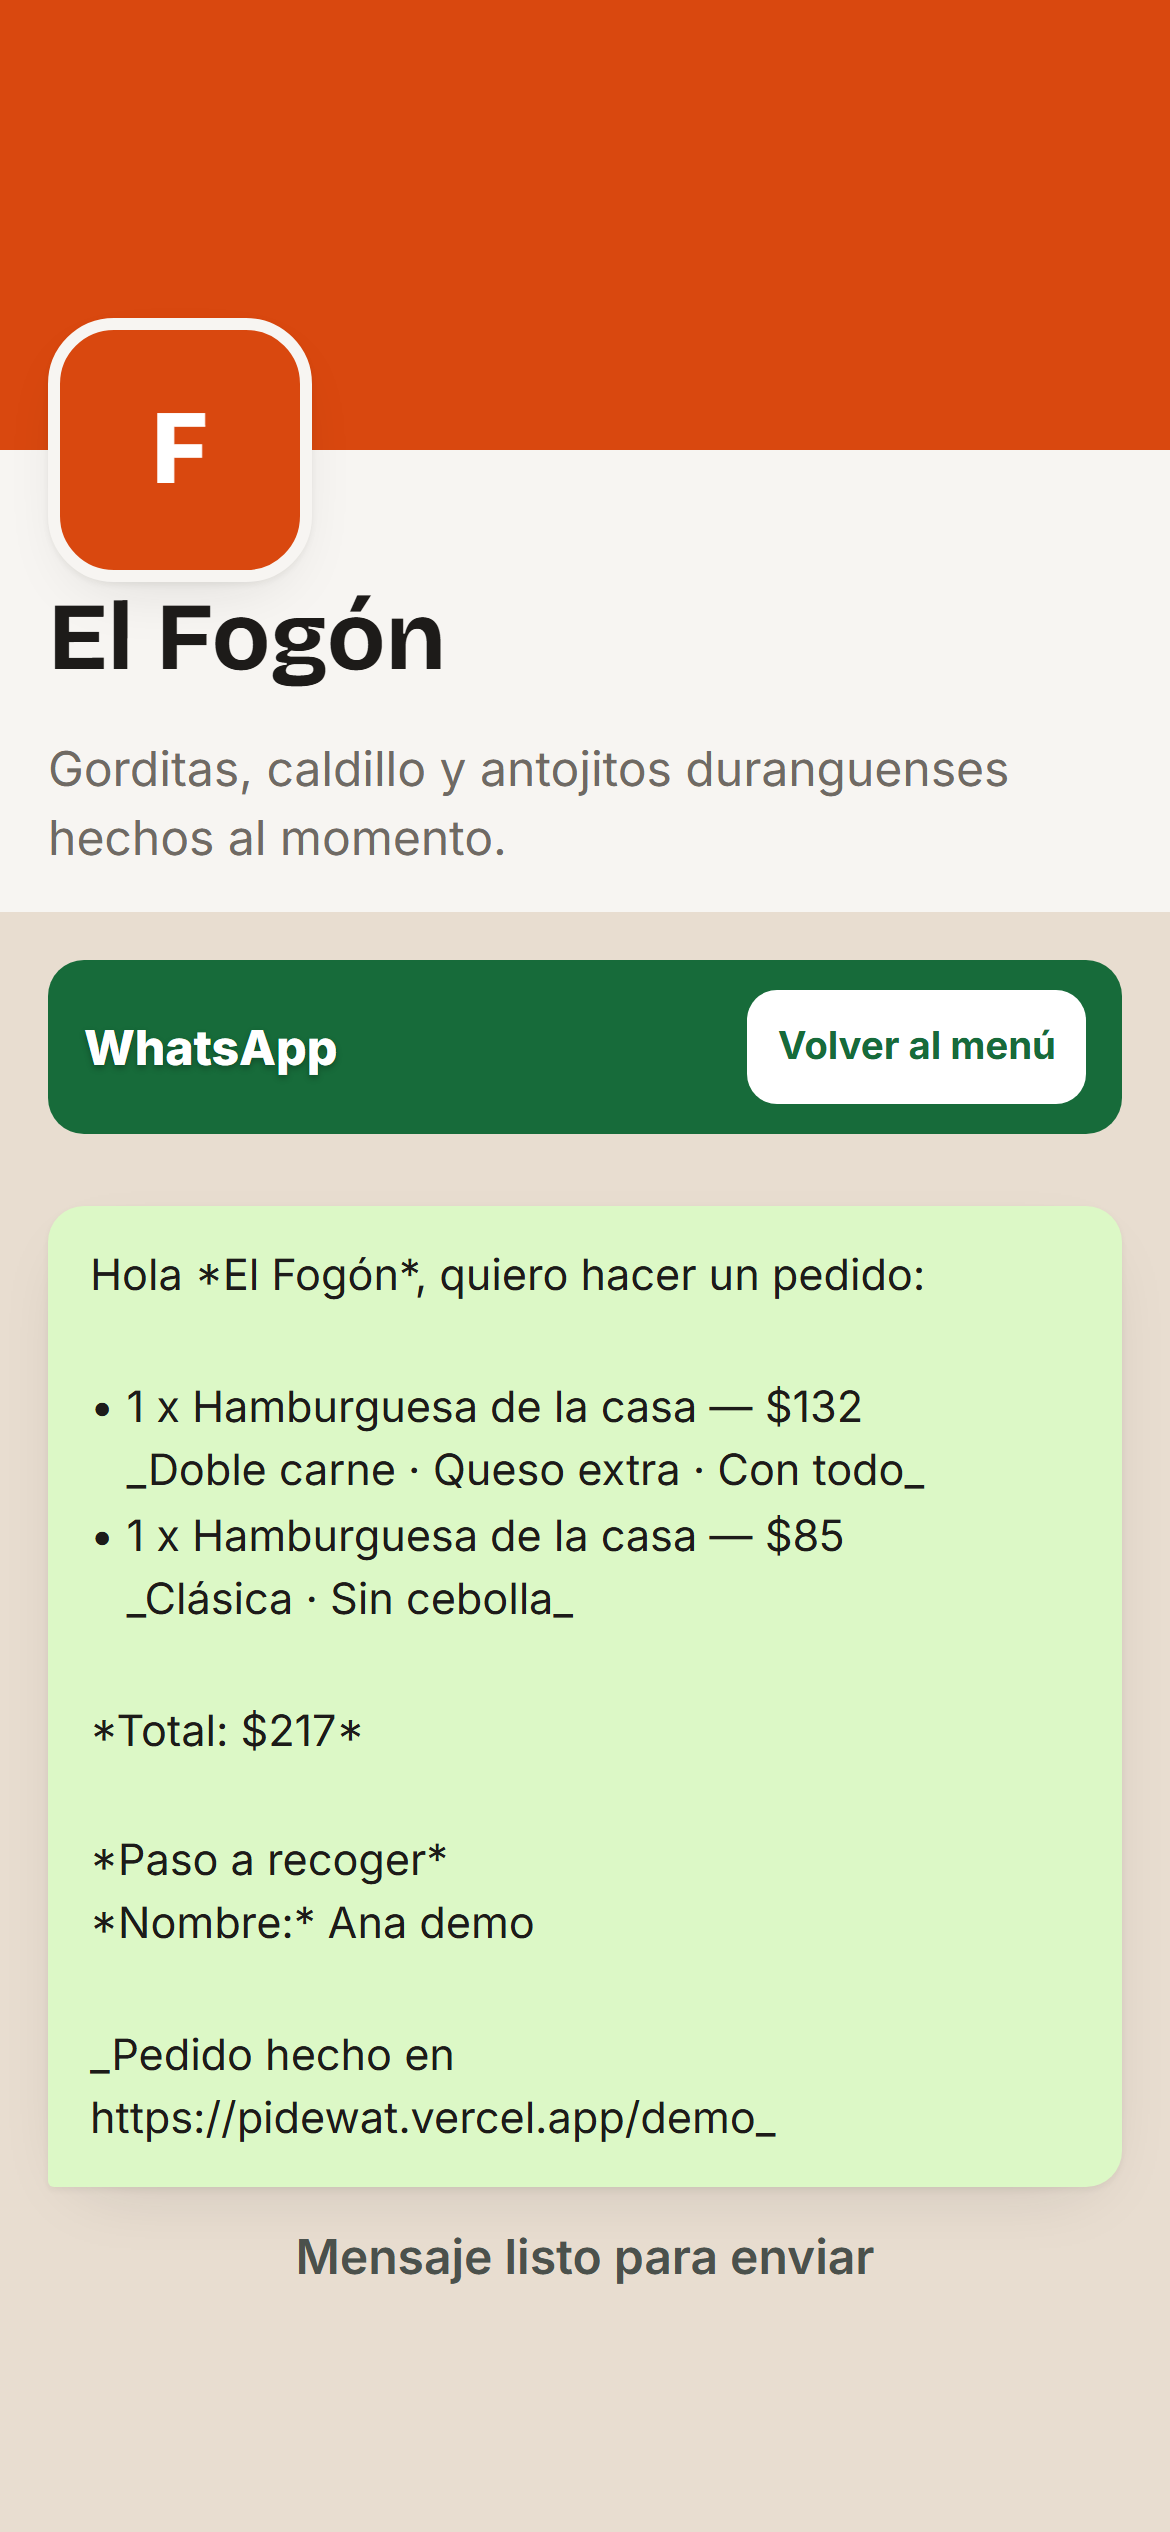 F
El Fogón
Gorditas, caldillo y antojitos duranguenses
hechos al momento.
WhatsApp
Volver al menú
Hola *El Fogón*, quiero hacer un pedido:
• 1 x Hamburguesa de la casa — $132
_Doble carne · Queso extra · Con todo_
• 1 x Hamburguesa de la casa — $85
_Clásica · Sin cebolla_
*Total: $217*
*Paso a recoger*
*Nombre:* Ana demo
_Pedido hecho en
https://pidewat.vercel.app/demo_
Mensaje listo para enviar